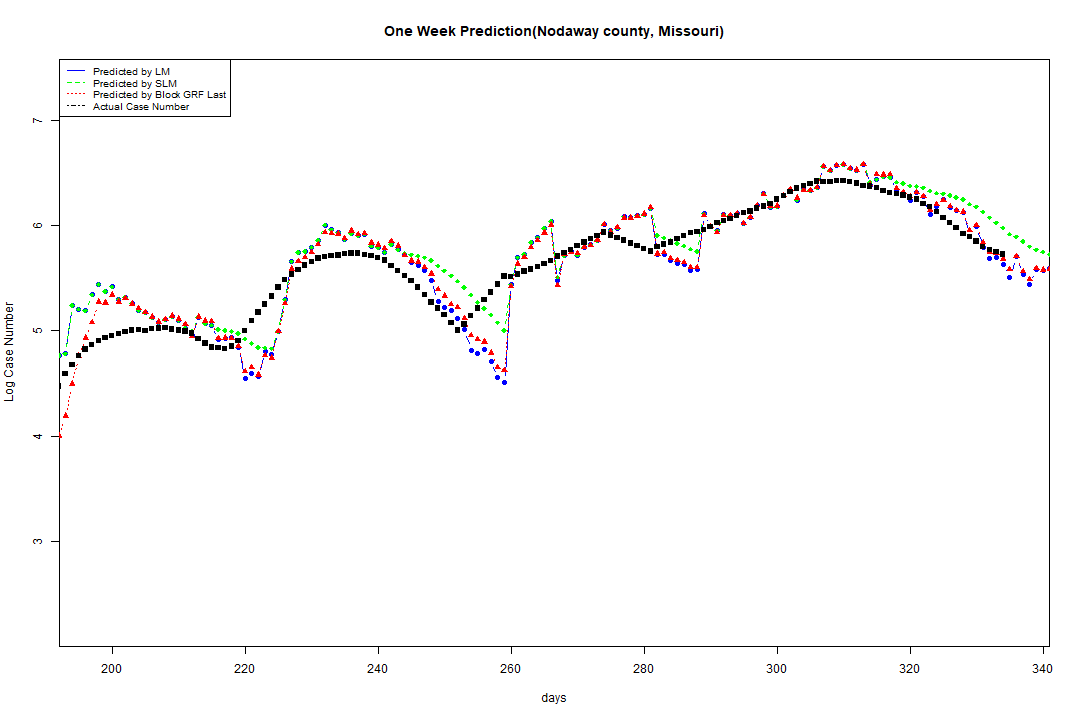 One Week Prediction(Nodaway county, Missouri)
Predicted by LM
Predicted by SLM
Predicted by Block GRF Last
Actual Case Number
7
6
5
4
3
Log Case Number
200 220 240 260 280 300 320 340
days